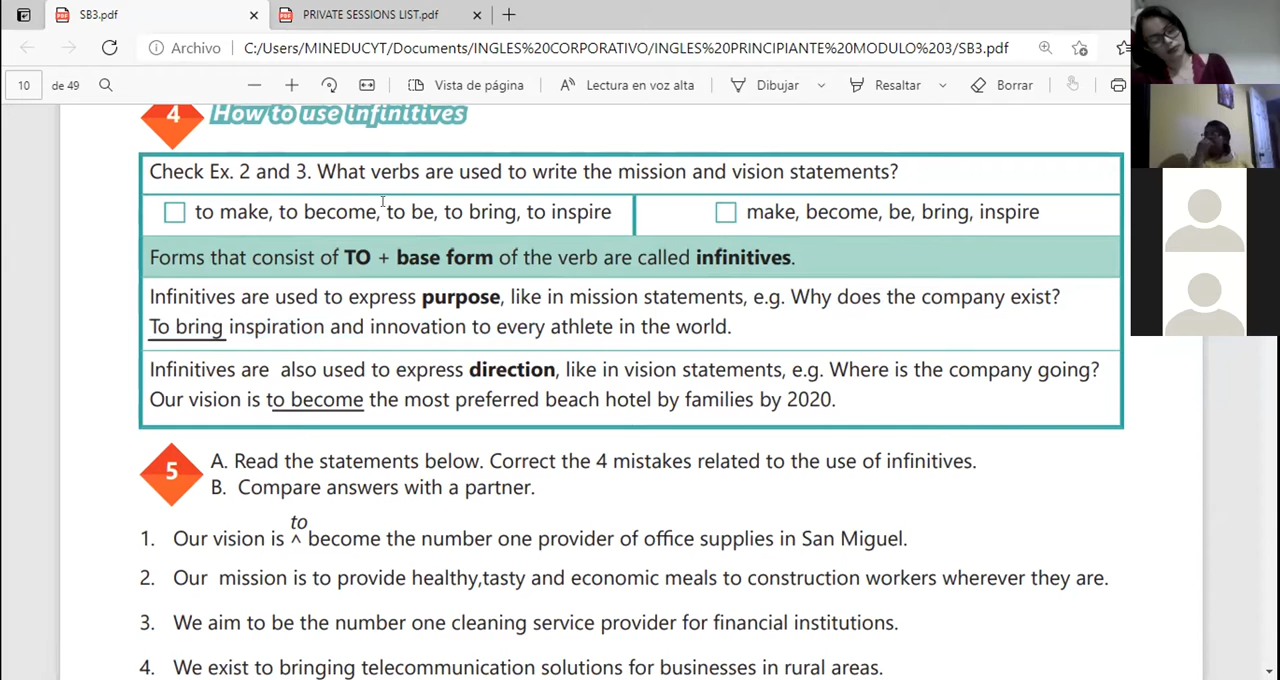 SB3.pdf
PRIVATE SESSIONS LIST.pdf
Archivo
C:/Users/MINEDUCYT/Documents/INGLES%20CORPORATIVO/INGLES%20PRINCIPIANTE%20MODULO%203/SB3.pdf
10 de 49
Vista de página
Lectura en voz alta
Dibujar
Resaltar
Borrar
4 How to use infinitives
Check Ex. 2 and 3. What verbs are used to write the mission and vision statements?
to make, to become, to be, to bring, to inspire
make, become, be, bring, inspire
Forms that consist of TO + base form of the verb are called infinitives.
Infinitives are used to express purpose, like in mission statements, e.g. Why does the company exist?
To bring inspiration and innovation to every athlete in the world.
Infinitives are also used to express direction, like in vision statements, e.g. Where is the company going?
Our vision is to become the most preferred beach hotel by families by 2020.
5
A. Read the statements below. Correct the 4 mistakes related to the use of infinitives.
B. Compare answers with a partner.
to
1. Our vision is ^ become the number one provider of office supplies in San Miguel.
2. Our mission is to provide healthy,tasty and economic meals to construction workers wherever they are.
3. We aim to be the number one cleaning service provider for financial institutions.
4. We exist to bringing telecommunication solutions for businesses in rural areas.